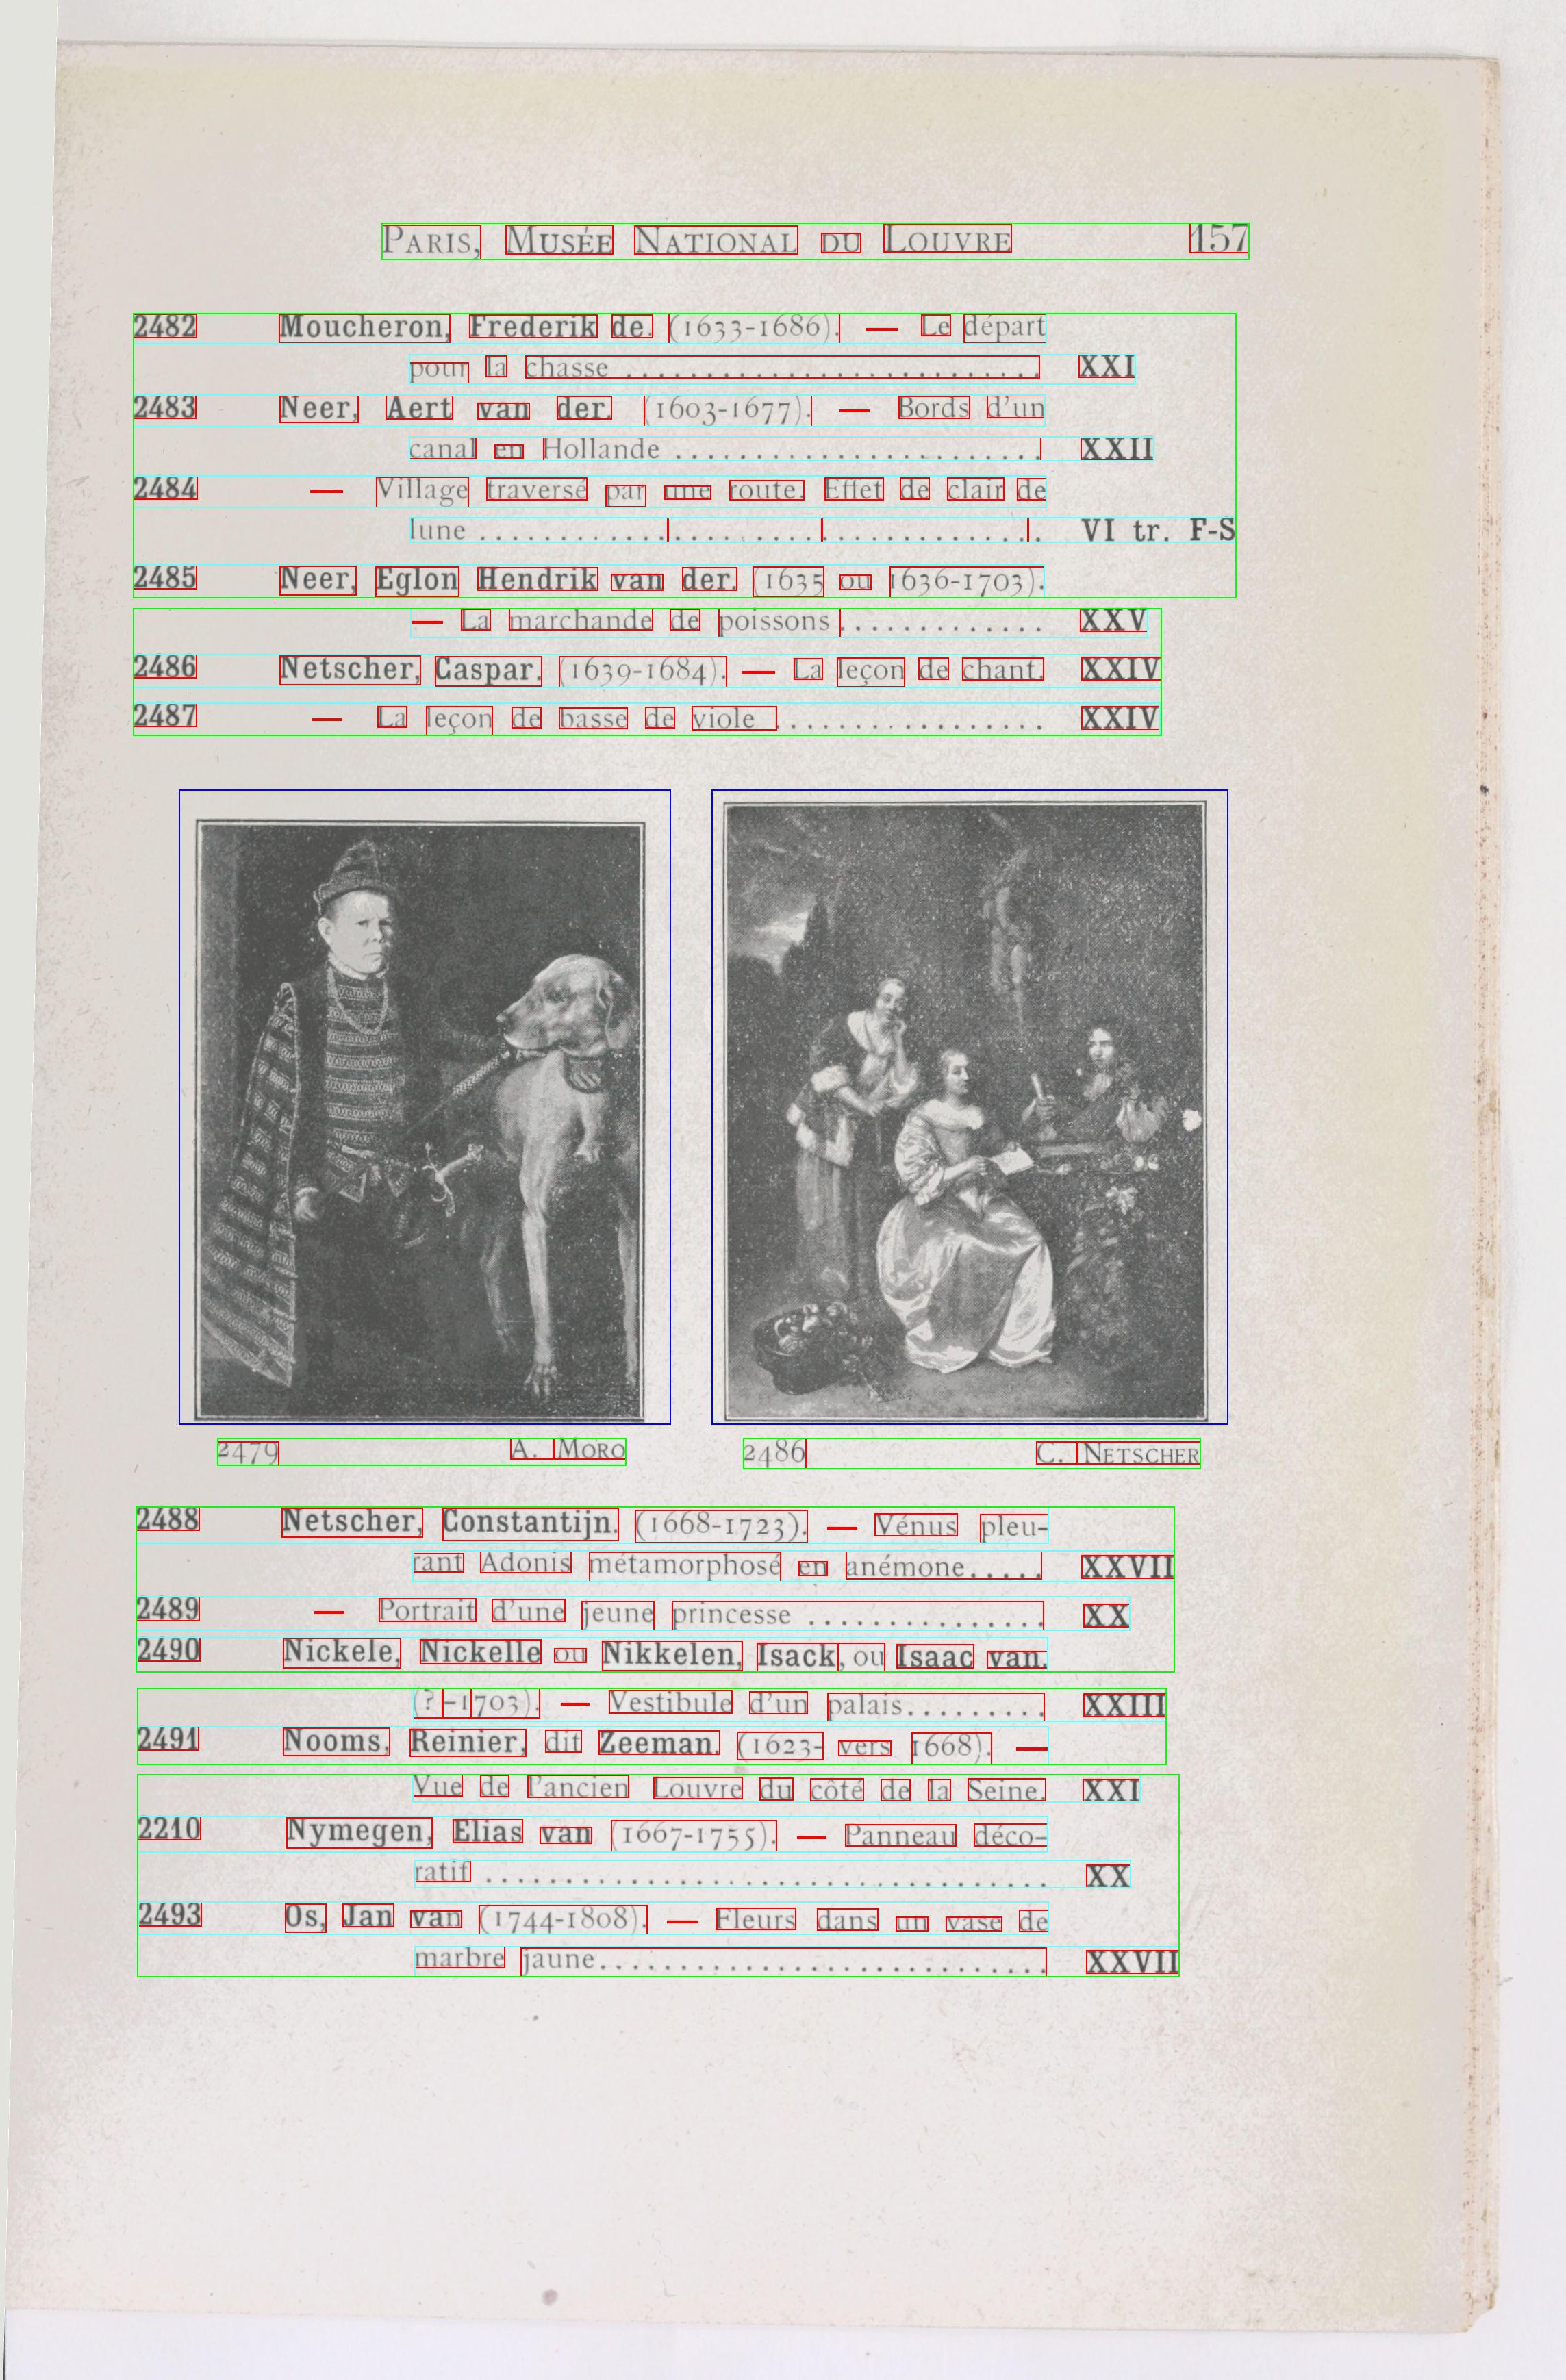 PARIS, MUSÉE NATIONAL DU LOUVRE 157
2482 Moucheron, Frederik de. (1633-1686). — Le départ
pour la chasse .......................... XXI
2483 Neer, Aert van der. (1603-1677). — Bords d'un
canal en Hollande ....................... XXII
2484 — Village traversé par une route. Effet de clair de
lune .................................... VI tr. F-S
2485 Neer, Eglon Hendrik van der. (1635 ou 1636-1703).
— La marchande de poissons ............. XXV
2486 Netscher, Caspar. (1639-1684). — La leçon de chant. XXIV
2487 — La leçon de basse de viole ................. XXIV
2479 A. MORO
2486 C. NETSCHER
2488 Netscher, Constantijn. (1668-1723). — Vénus pleu-
rant Adonis métamorphosé en anémone..... XXVII
2489 — Portrait d'une jeune princesse ............... XX
2490 Nickele, Nickelle ou Nikkelen, Isack, ou Isaac van.
(?-1703). — Vestibule d'un palais......... XXIII
2491 Nooms, Reinier, dit Zeeman. (1623- vers 1668). —
Vue de l'ancien Louvre du côté de la Seine. XXI
2210 Nymegen, Elias van (1667-1755). — Panneau déco-
ratif ................................... XX
2493 Os, Jan van (1744-1808). — Fleurs dans un vase de
marbre jaune............................ XXVII